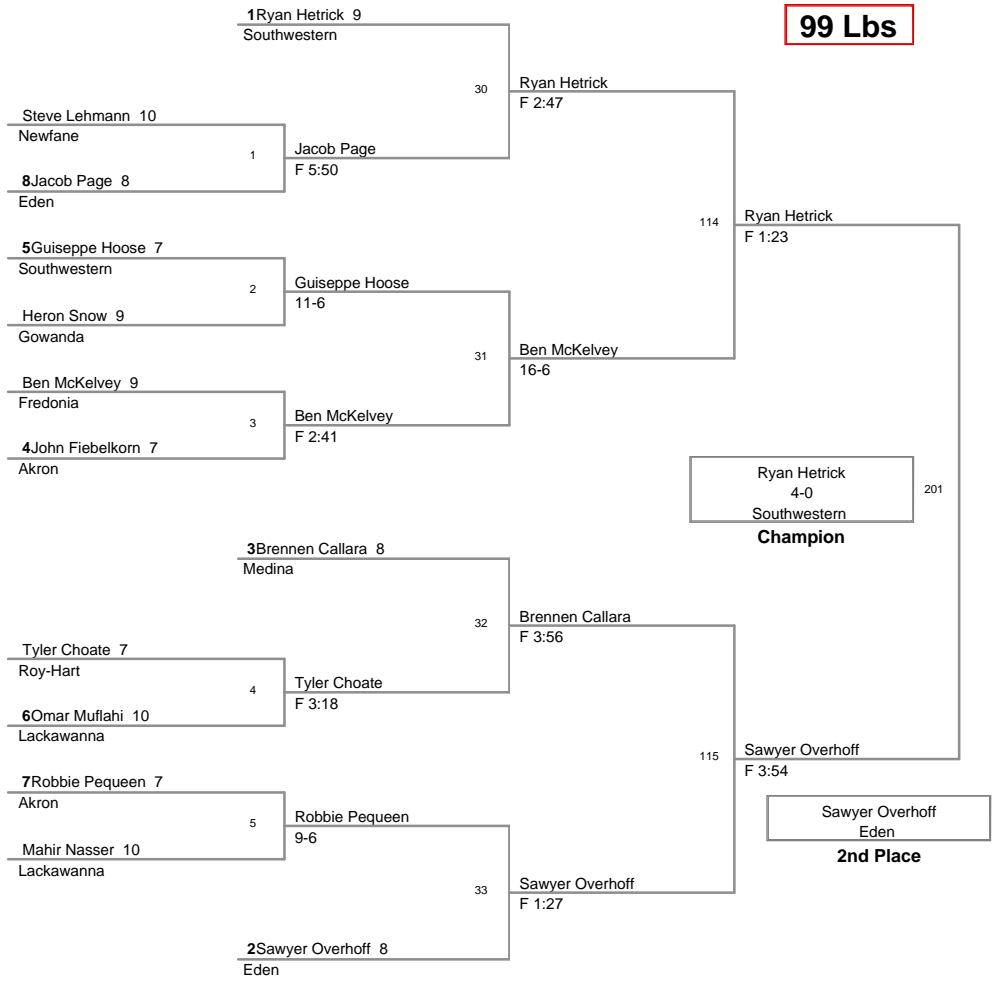 99 Lbs
1Ryan Hetrick 9
Southwestern
30
Ryan Hetrick
F 2:47
Steve Lehmann 10
Newfane
1
Jacob Page
F 5:50
8Jacob Page 8
Eden
114
Ryan Hetrick
F 1:23
5Guiseppe Hoose 7
Southwestern
2
Guiseppe Hoose
11-6
Heron Snow 9
Gowanda
31
Ben McKelvey
16-6
Ben McKelvey 9
Fredonia
3
Ben McKelvey
F 2:41
4John Fiebelkorn 7
Akron
Ryan Hetrick
4-0
Southwestern
Champion
201
3Brennen Callara 8
Medina
32
Brennen Callara
F 3:56
Tyler Choate 7
Roy-Hart
4
Tyler Choate
F 3:18
6Omar Muflahi 10
Lackawanna
115
Sawyer Overhoff
F 3:54
7Robbie Pequeen 7
Akron
5
Robbie Pequeen
9-6
Mahir Nasser 10
Lackawanna
Sawyer Overhoff
Eden
2nd Place
33
Sawyer Overhoff
F 1:27
2Sawyer Overhoff 8
Eden